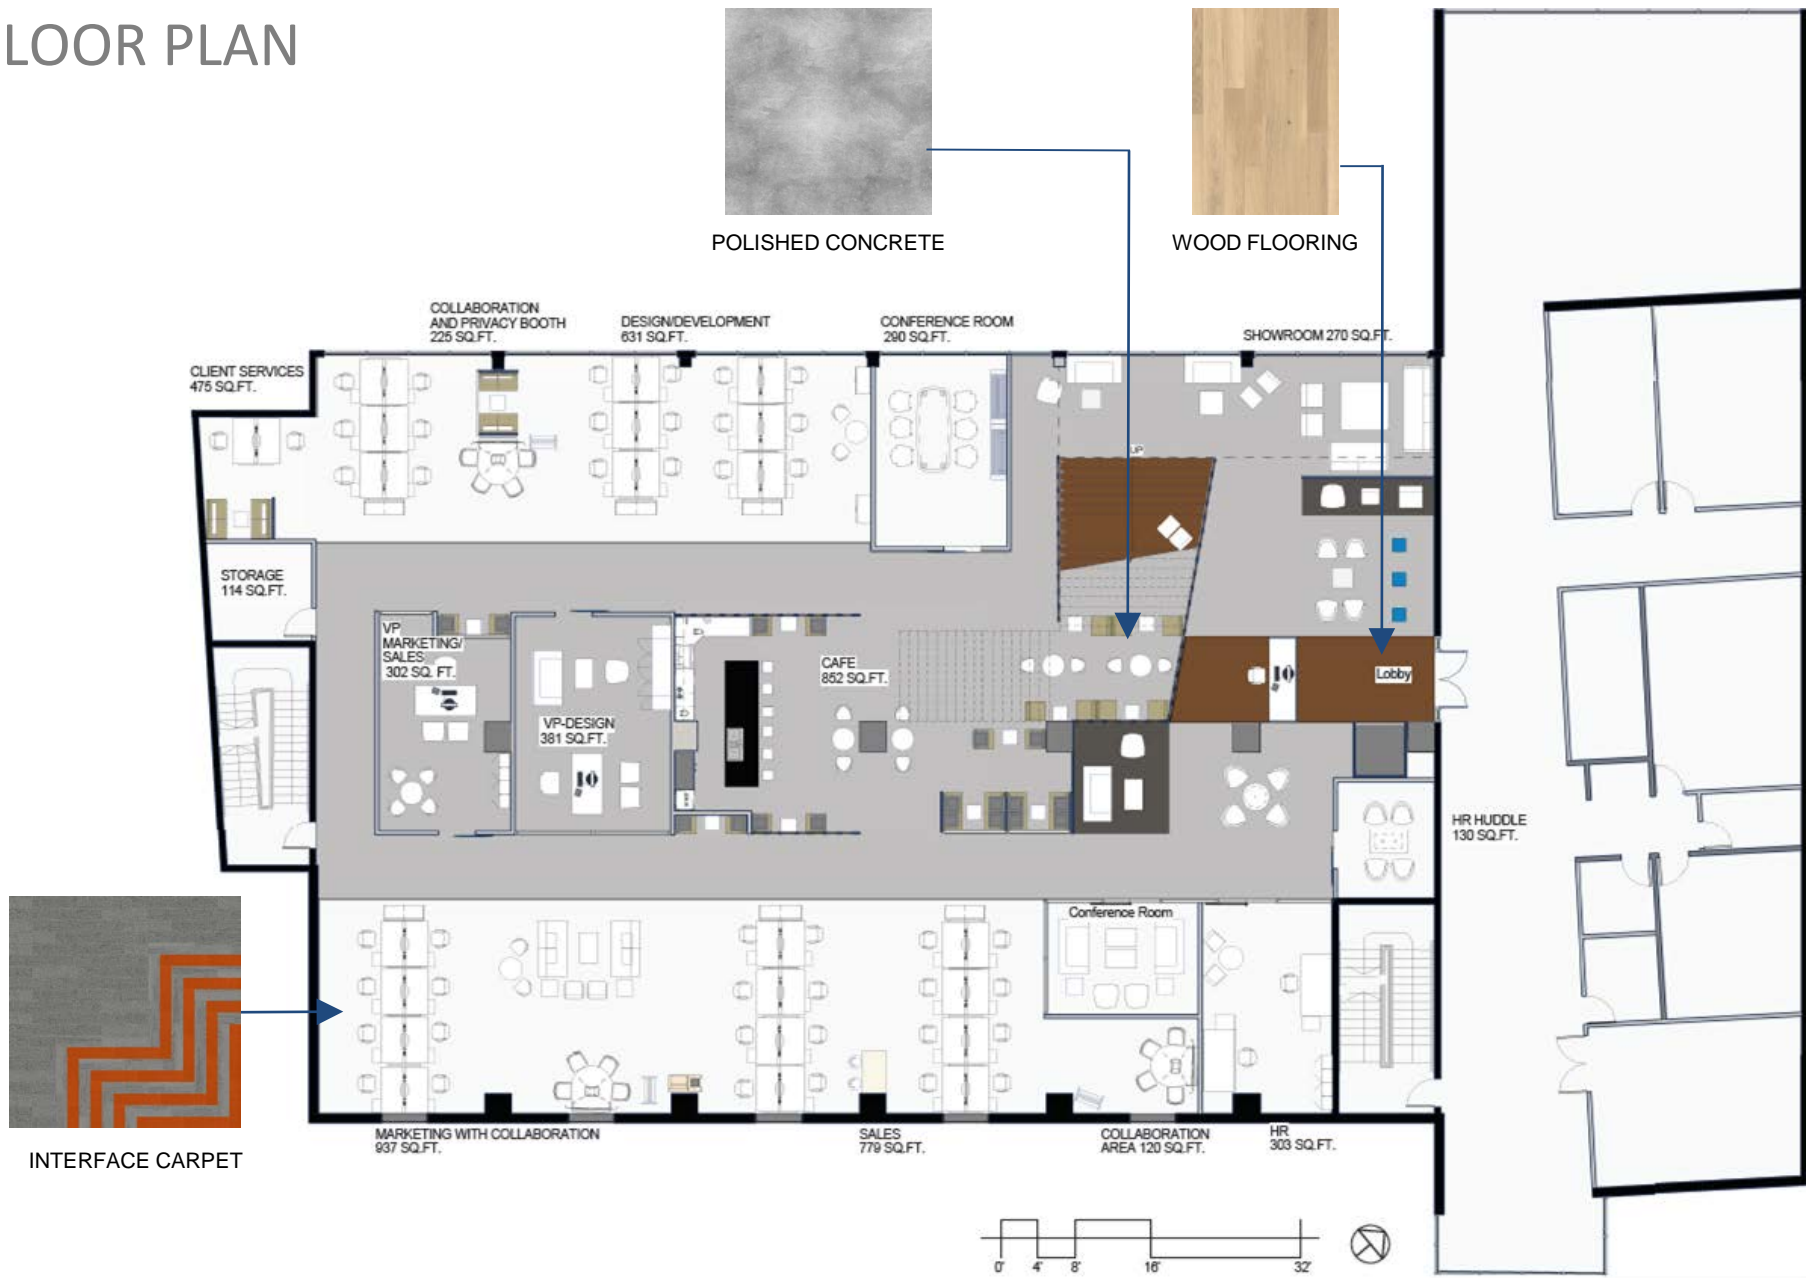 LOOR PLAN
POLISHED CONCRETE
WOOD FLOORING
COLLABORATION
AND PRIVACY BOOTH
225 SQ.FT.
DESIGN/DEVELOPMENT
631 SQ.FT.
CONFERENCE ROOM
290 SQ.FT.
SHOWROOM 270 SQ.FT.
CLIENT SERVICES
475 SQ.FT.
UP
STORAGE
114 SQ.FT.
VP
MARKETING/
SALES
302 SQ. FT.
CAFE
852 SQ.FT.
Lobby
VP-DESIGN
381 SQ.FT.
HR HUDDLE
130 SQ.FT.
Conference Room
INTERFACE CARPET
MARKETING WITH COLLABORATION
937 SQ.FT.
SALES
779 SQ.FT.
COLLABORATION
AREA 120 SQ.FT.
HR
303 SQ.FT.
0' 4' 8' 16' 32'